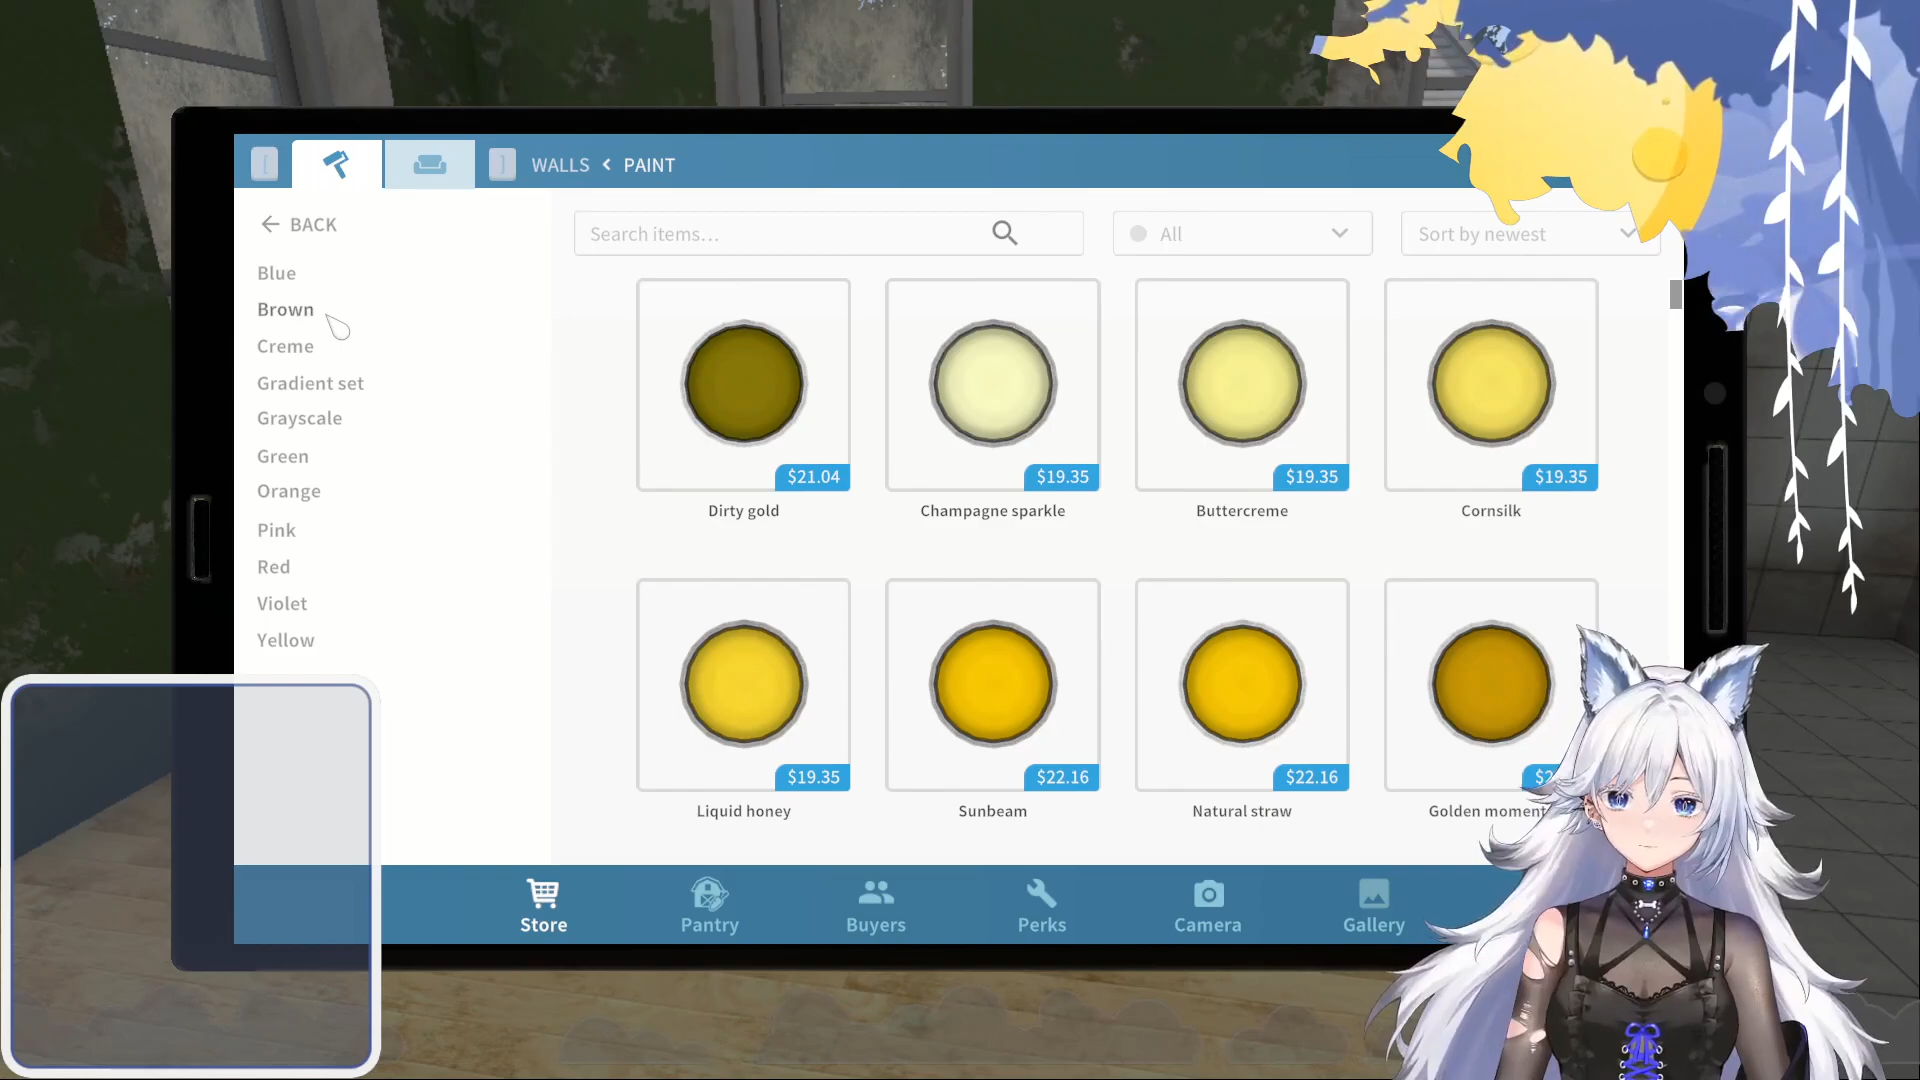 WALLS < PAINT
BACK
Search items...
All
Sort by newest
Blue
Brown
Creme
Gradient set
Grayscale
Green
Orange
Pink
Red
Violet
Yellow
$21.04
$19.35
$19.35
$19.35
Dirty gold
Champagne sparkle
Buttercreme
Cornsilk
$19.35
$22.16
$22.16
Liquid honey
Sunbeam
Natural straw
Golden moment
Store
Pantry
Buyers
Perks
Camera
Gallery